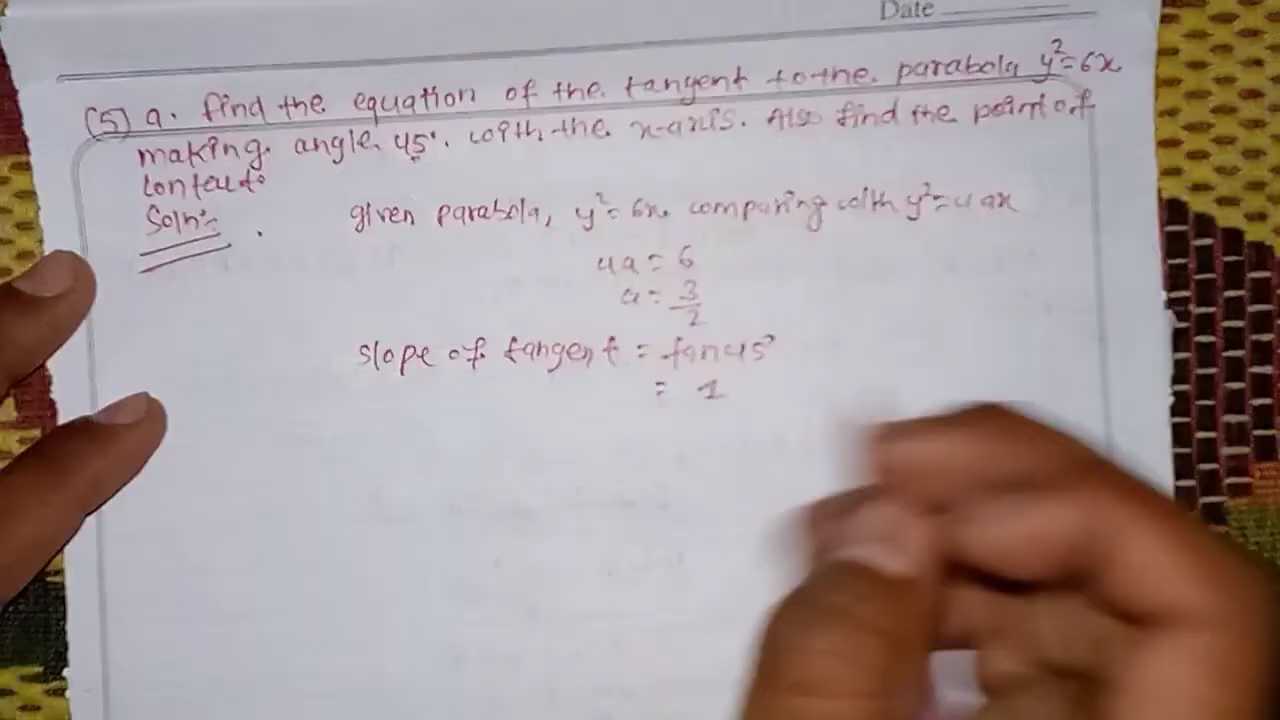 Date
(5) a. find the equation of the tangent to the parabola y²=6x
making angle 45°. with the x-axis. Also find the point of
contact.
Soln:
given parabola, y²= 6x comparing with y²=4ax
4a = 6
a = 3/2
slope of tangent = tan45°
= 1